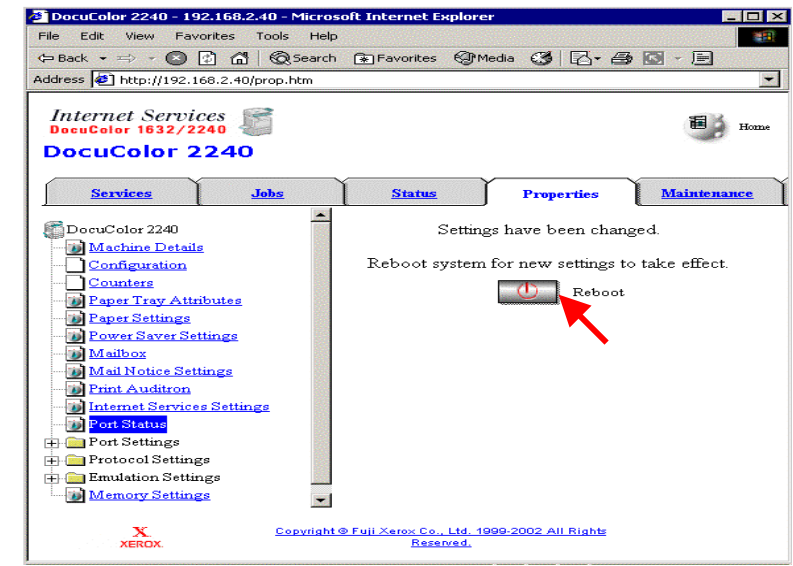 DocuColor 2240 - 192.168.2.40 - Microsoft Internet Explorer
File Edit View Favorites Tools Help
Back Search Favorites Media
Address http://192.168.2.40/prop.htm
Internet Services
DocuColor 1632/2240
Home
DocuColor 2240
Services Jobs Status Properties Maintenance
DocuColor 2240
Machine Details
Configuration
Counters
Paper Tray Attributes
Paper Settings
Power Saver Settings
Mailbox
Mail Notice Settings
Print Auditron
Internet Services Settings
Port Status
Port Settings
Protocol Settings
Emulation Settings
Memory Settings
Settings have been changed.
Reboot system for new settings to take effect.
Reboot
X
XEROX.
Copyright © Fuji Xerox Co., Ltd. 1999-2002 All Rights
Reserved.